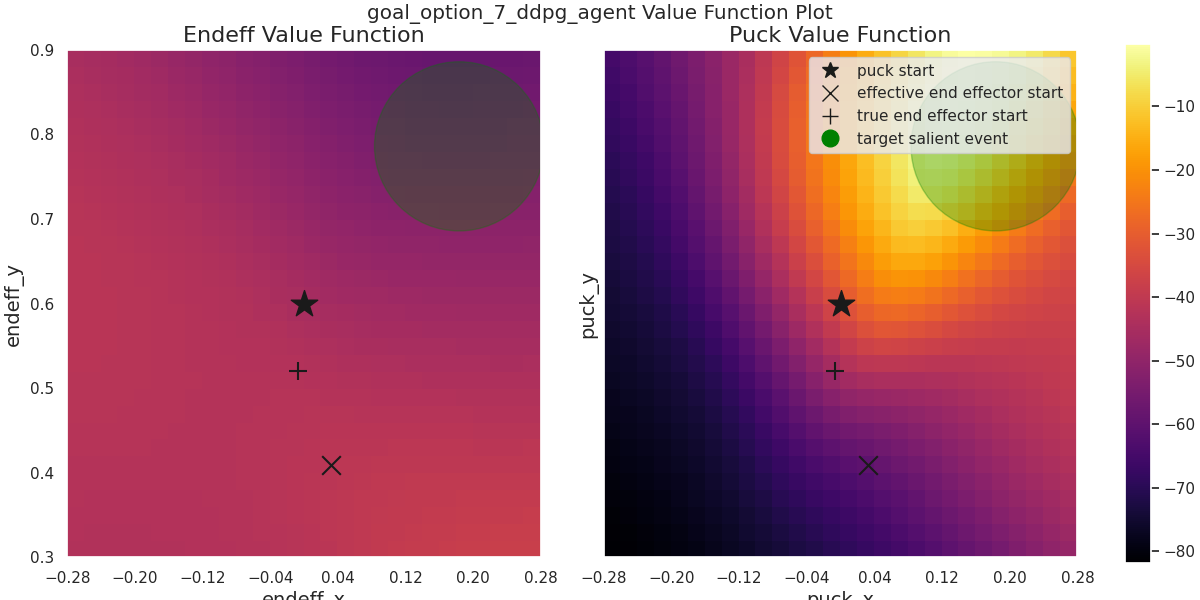 goal_option_7_ddpg_agent Value Function Plot
Endeff Value Function
Puck Value Function
puck start
effective end effector start
true end effector start
target salient event
0.9
0.8
0.7
0.6
0.5
0.4
0.3
endeff_y
puck_y
−10
−20
−30
−40
−50
−60
−70
−80
−0.28 −0.20 −0.12 −0.04 0.04 0.12 0.20 0.28
−0.28 −0.20 −0.12 −0.04 0.04 0.12 0.20 0.28
endeff_x
puck_x